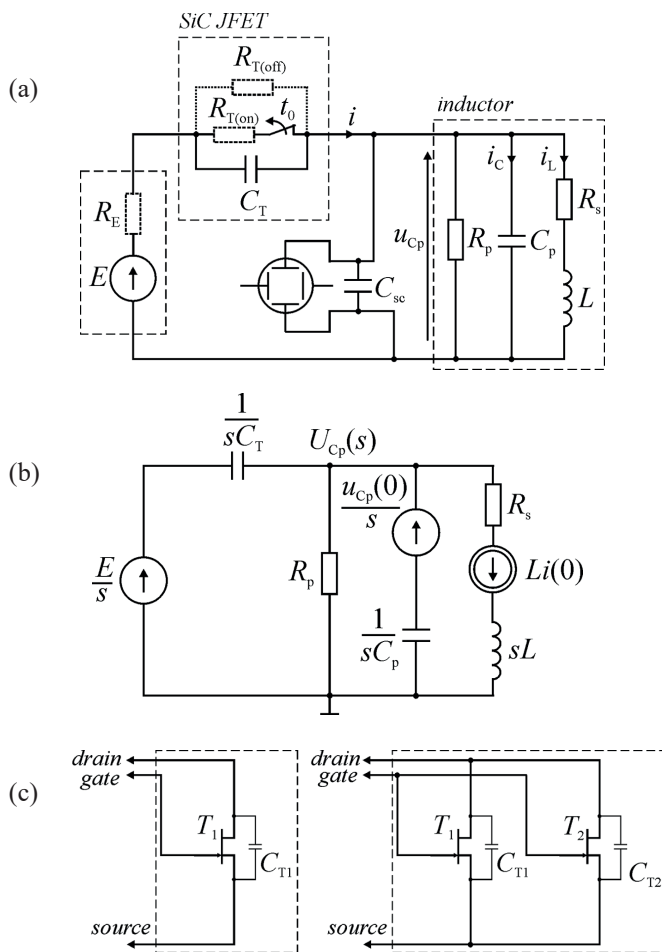 (a)
SiC JFET
R_T(off)
R_T(on) t_0
i
C_T
inductor
R_E
E
C_sc
u_Cp
R_p
i_C
C_p
i_L
R_s
L
(b)
1/sC_T
U_Cp(s)
E/s
R_p
u_Cp(0)/s
1/sC_p
R_s
Li(0)
sL
(c)
drain
gate
T_1
C_T1
source
drain
gate
T_1
C_T1
T_2
C_T2
source